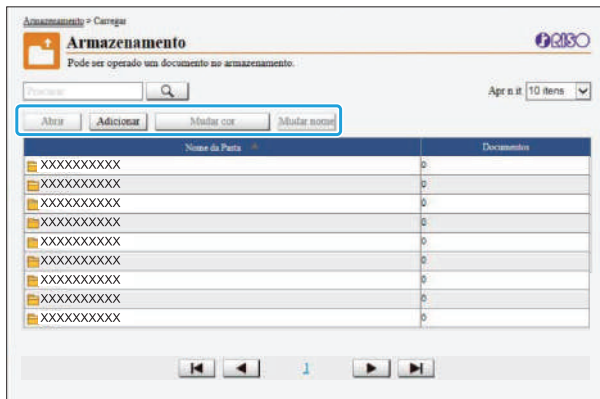 Armazenamento > Carregar
Armazenamento
RISO
Pode ser operado um documento no armazenamento.
Procurar
Apr n it 10 itens
Abrir Adicionar Mudar cor Mudar nome
Nome da Pasta Documentos
XXXXXXXXXX 0
XXXXXXXXXX 0
XXXXXXXXXX 0
XXXXXXXXXX 0
XXXXXXXXXX 0
XXXXXXXXXX 0
XXXXXXXXXX 0
XXXXXXXXXX 0
XXXXXXXXXX 0
1